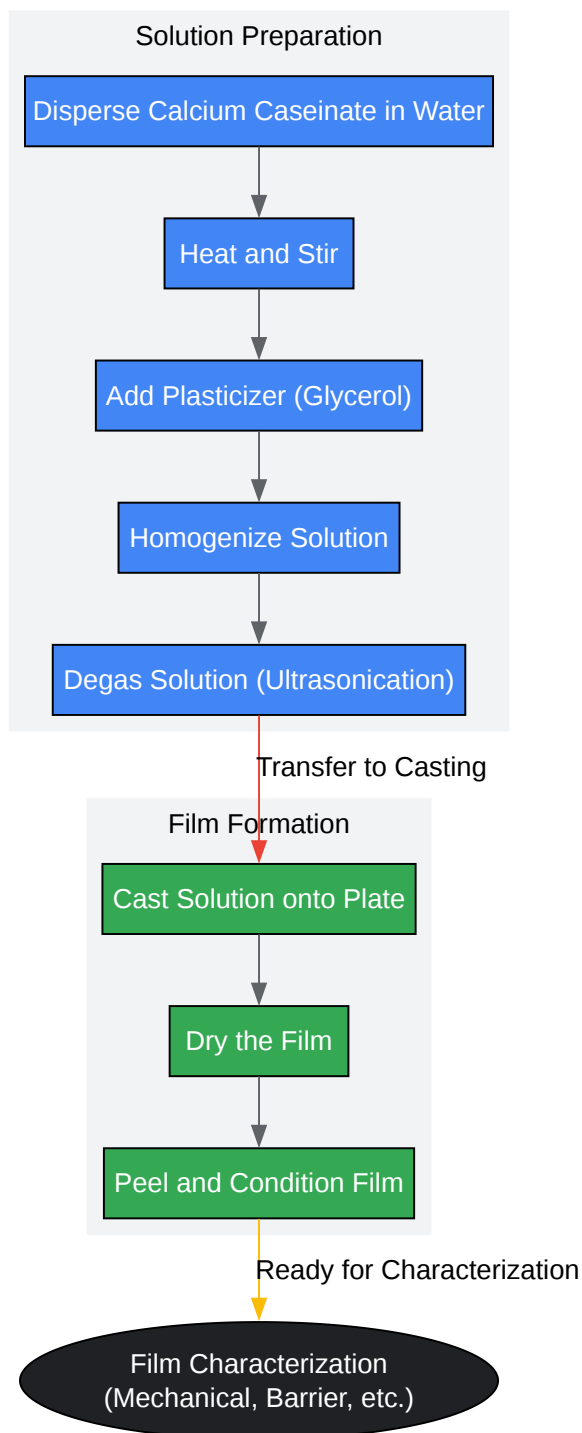 Solution Preparation
Disperse Calcium Caseinate in Water
Heat and Stir
Add Plasticizer (Glycerol)
Homogenize Solution
Degas Solution (Ultrasonication)
Transfer to Casting
Film Formation
Cast Solution onto Plate
Dry the Film
Peel and Condition Film
Ready for Characterization
Film Characterization
(Mechanical, Barrier, etc.)